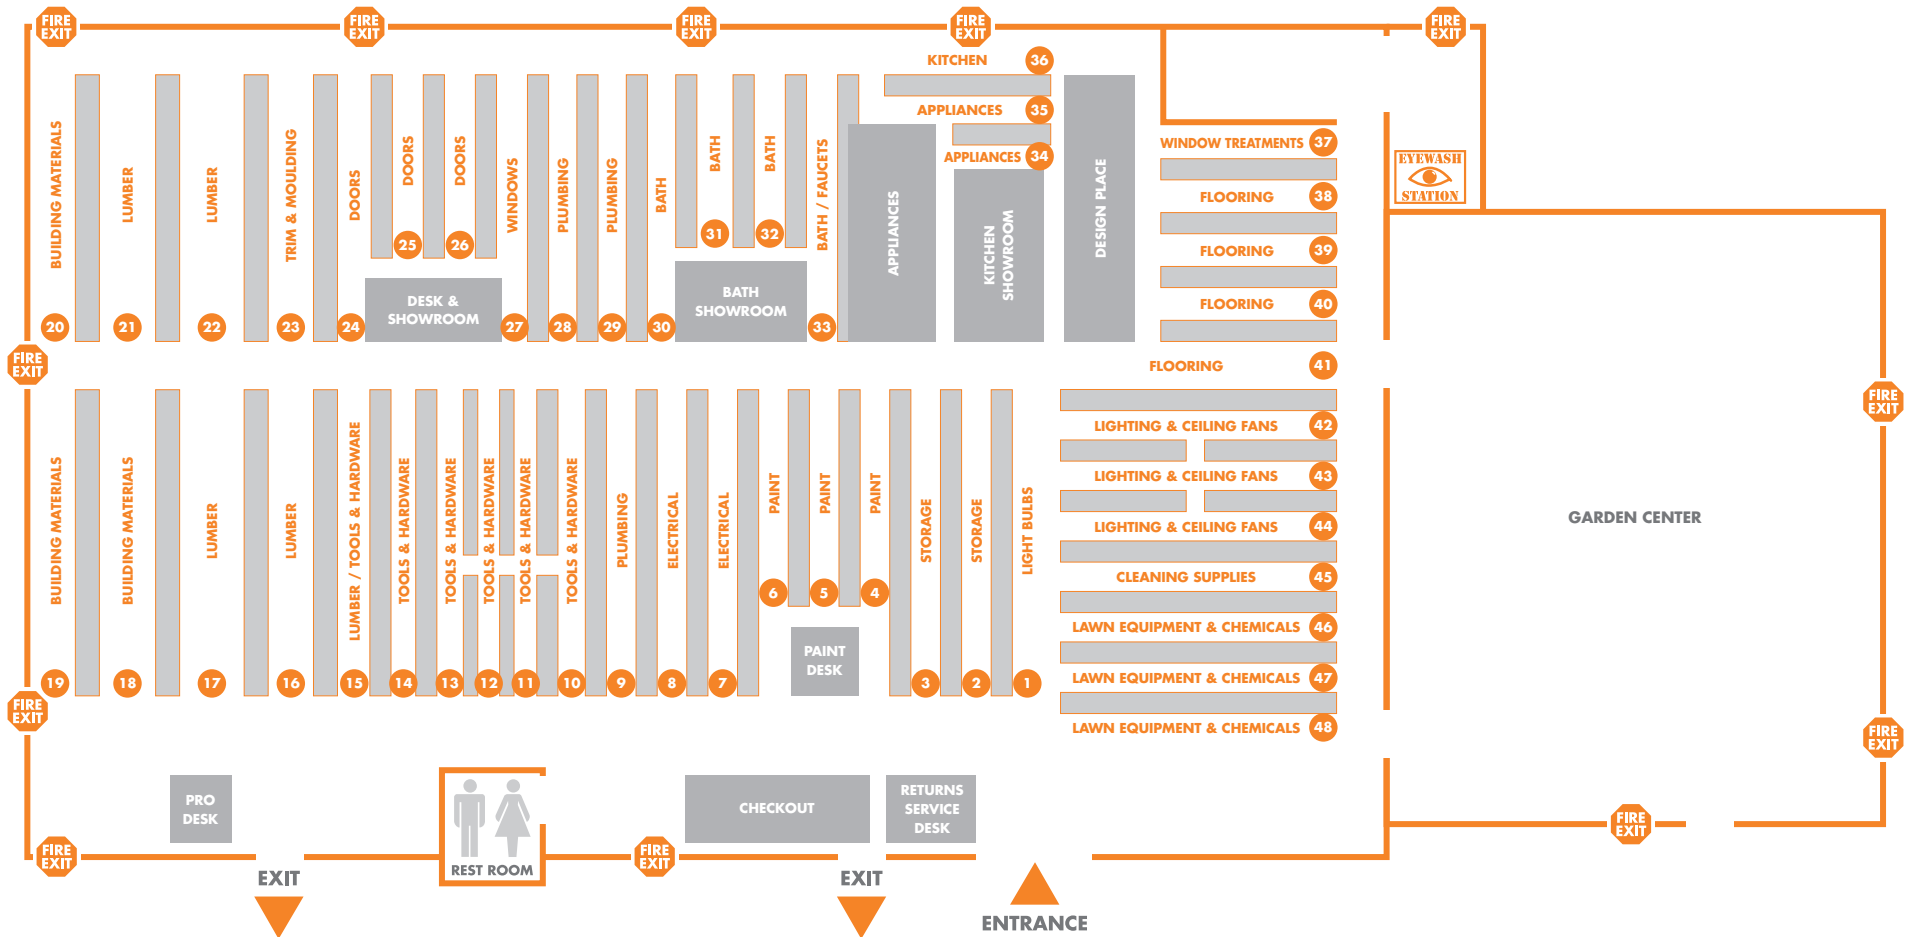 FIRE
EXIT
FIRE
EXIT
FIRE
EXIT
FIRE
EXIT
FIRE
EXIT
KITCHEN 36
APPLIANCES 35
APPLIANCES 34
WINDOW TREATMENTS 37
FLOORING 38
FLOORING 39
FLOORING 40
FLOORING 41
EYEWASH
STATION
BUILDING MATERIALS 20
LUMBER 21
LUMBER 22
TRIM & MOULDING 23
DOORS 24
DOORS 25
DOORS 26
DESK &
SHOWROOM
WINDOWS 27
PLUMBING 28
PLUMBING 29
BATH 30
BATH 31
BATH 32
BATH
SHOWROOM
BATH / FAUCETS 33
APPLIANCES
KITCHEN
SHOWROOM
DESIGN PLACE
FIRE
EXIT
FIRE
EXIT
BUILDING MATERIALS 19
BUILDING MATERIALS 18
LUMBER 17
LUMBER 16
LUMBER / TOOLS & HARDWARE 15
TOOLS & HARDWARE 14
TOOLS & HARDWARE 13
TOOLS & HARDWARE 12
TOOLS & HARDWARE 11
TOOLS & HARDWARE 10
PLUMBING 9
ELECTRICAL 8
ELECTRICAL 7
PAINT 6
PAINT 5
PAINT 4
PAINT
DESK
STORAGE 3
STORAGE 2
LIGHT BULBS 1
LIGHTING & CEILING FANS 42
LIGHTING & CEILING FANS 43
LIGHTING & CEILING FANS 44
CLEANING SUPPLIES 45
LAWN EQUIPMENT & CHEMICALS 46
LAWN EQUIPMENT & CHEMICALS 47
LAWN EQUIPMENT & CHEMICALS 48
GARDEN CENTER
FIRE
EXIT
FIRE
EXIT
PRO
DESK
REST ROOM
CHECKOUT
RETURNS
SERVICE
DESK
FIRE
EXIT
FIRE
EXIT
FIRE
EXIT
EXIT
EXIT
ENTRANCE